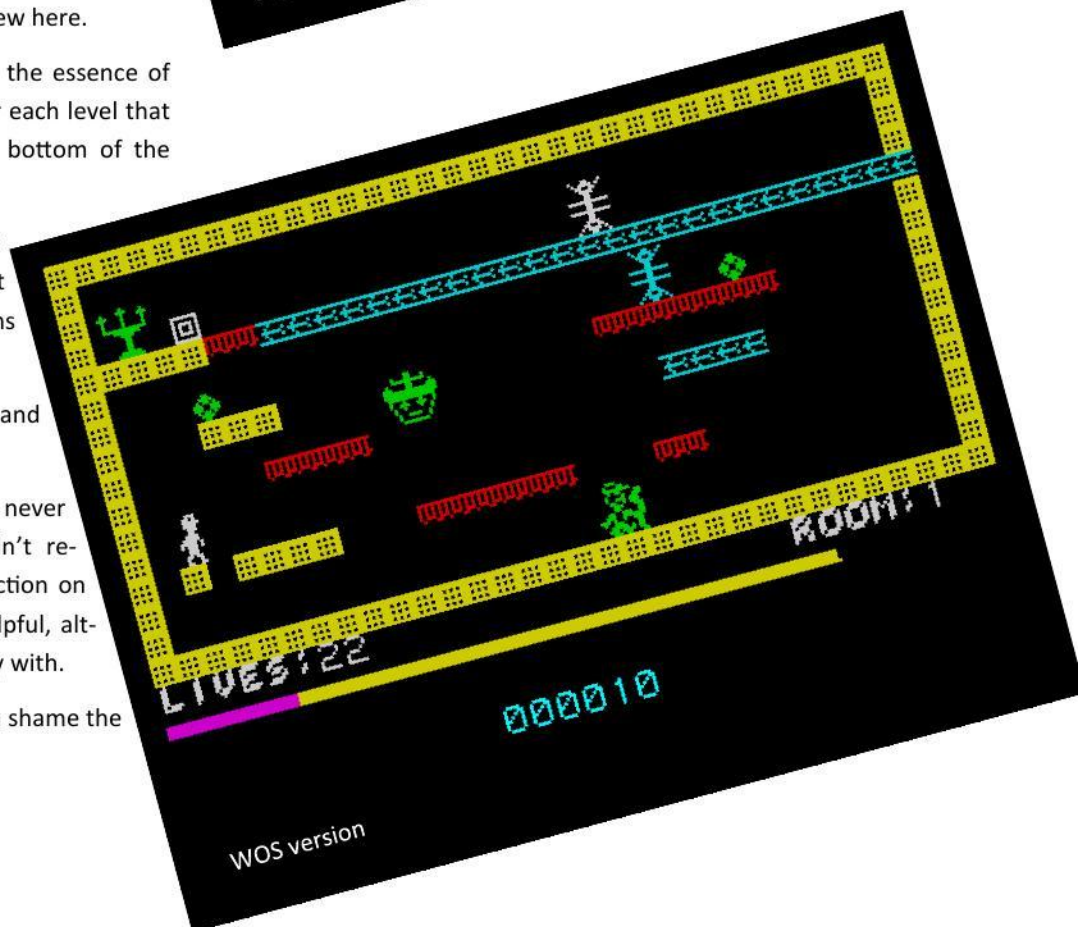 ew here.
the essence of
each level that
bottom of the
t
ns
and
never
n't re-
ction on
lpful, alt-
with.
shame the
ROOM:1
LIVES:22
000010
WOS version